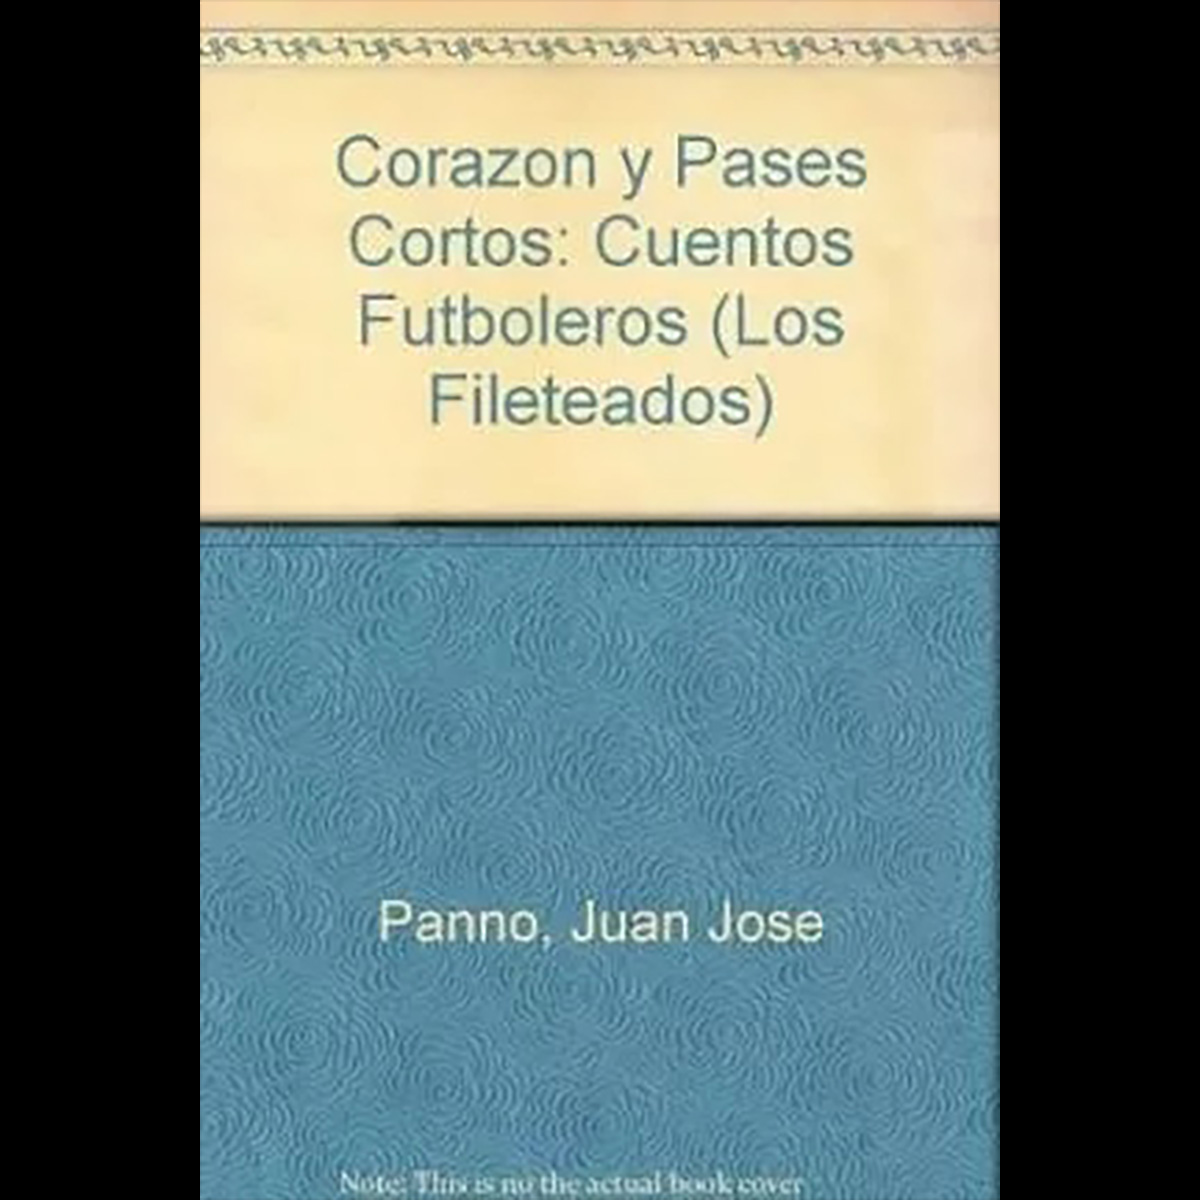 Corazon y Pases
Cortos: Cuentos
Futboleros (Los
Fileteados)
Panno, Juan Jose
Note: This is no the actual book cover